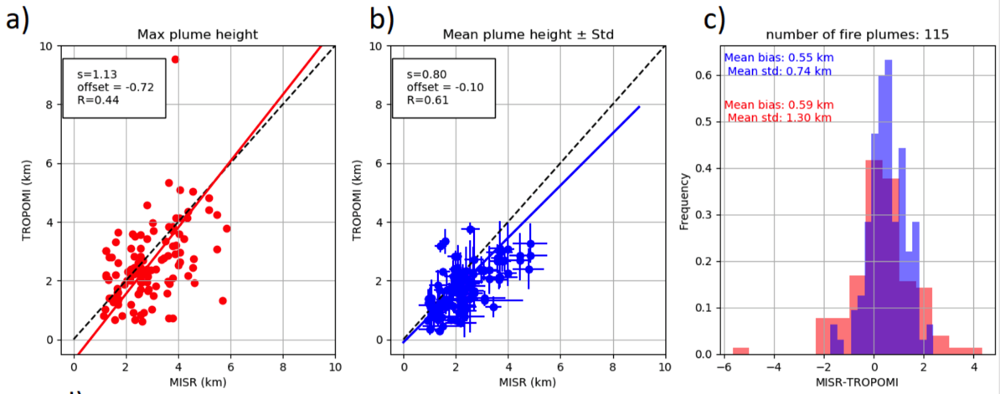 a)
Max plume height
10
8
6
4
2
0
TROPOMI (km)
s=1.13
offset = -0.72
R=0.44
0 2 4 6 8 10
MISR (km)
b)
Mean plume height ± Std
10
8
6
4
2
0
TROPOMI (km)
s=0.80
offset = -0.10
R=0.61
0 2 4 6 8 10
MISR (km)
c)
number of fire plumes: 115
Mean bias: 0.55 km
Mean std: 0.74 km
Mean bias: 0.59 km
Mean std: 1.30 km
0.6
0.5
0.4
0.3
0.2
0.1
0.0
Frequency
−6 −4 −2 0 2 4
MISR-TROPOMI